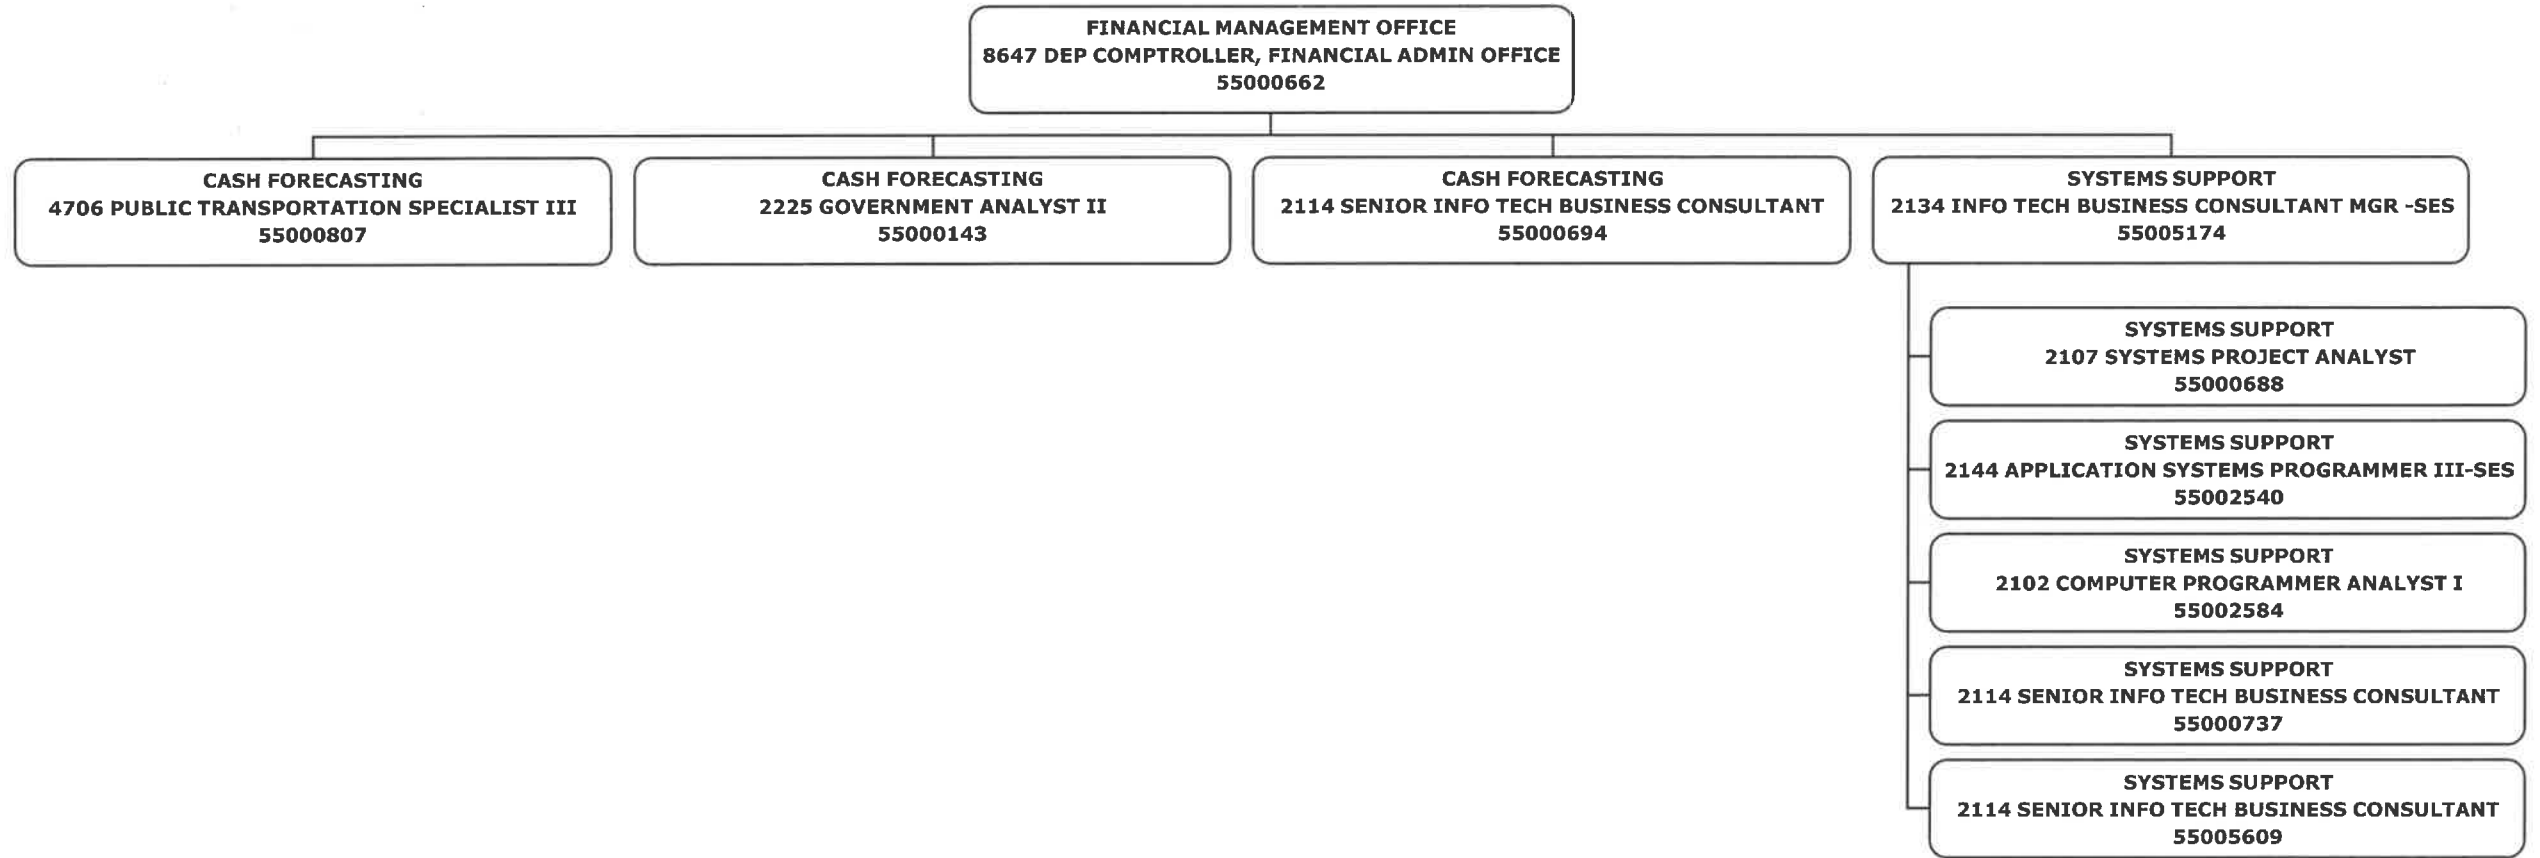 FINANCIAL MANAGEMENT OFFICE
8647 DEP COMPTROLLER, FINANCIAL ADMIN OFFICE
55000662
CASH FORECASTING
4706 PUBLIC TRANSPORTATION SPECIALIST III
55000807
CASH FORECASTING
2225 GOVERNMENT ANALYST II
55000143
CASH FORECASTING
2114 SENIOR INFO TECH BUSINESS CONSULTANT
55000694
SYSTEMS SUPPORT
2134 INFO TECH BUSINESS CONSULTANT MGR -SES
55005174
SYSTEMS SUPPORT
2107 SYSTEMS PROJECT ANALYST
55000688
SYSTEMS SUPPORT
2144 APPLICATION SYSTEMS PROGRAMMER III-SES
55002540
SYSTEMS SUPPORT
2102 COMPUTER PROGRAMMER ANALYST I
55002584
SYSTEMS SUPPORT
2114 SENIOR INFO TECH BUSINESS CONSULTANT
55000737
SYSTEMS SUPPORT
2114 SENIOR INFO TECH BUSINESS CONSULTANT
55005609